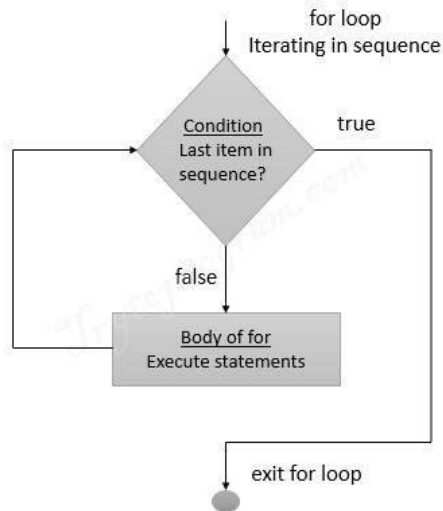 for loop
Iterating in sequence
Condition
Last item in
sequence?
true
false
Body of for
Execute statements
exit for loop